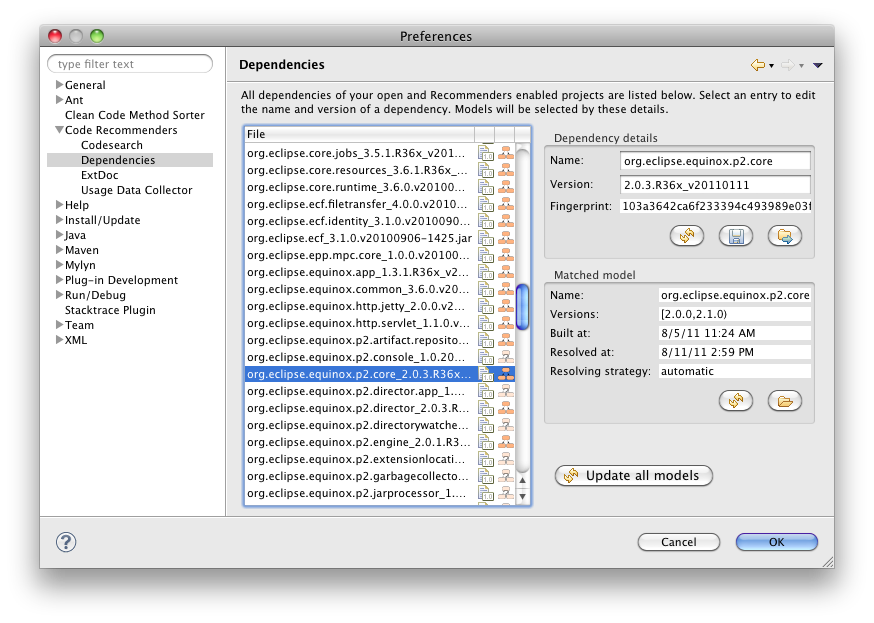 Preferences
type filter text
General
Ant
Clean Code Method Sorter
Code Recommenders
Codesearch
Dependencies
ExtDoc
Usage Data Collector
Help
Install/Update
Java
Maven
Mylyn
Plug-in Development
Run/Debug
Stacktrace Plugin
Team
XML
Dependencies
All dependencies of your open and Recommenders enabled projects are listed below. Select an entry to edit
the name and version of a dependency. Models will be selected by these details.
File
org.eclipse.core.jobs_3.5.1.R36x_v201...
org.eclipse.core.resources_3.6.1.R36x_...
org.eclipse.core.runtime_3.6.0.v20100...
org.eclipse.ecf.filetransfer_4.0.0.v2010...
org.eclipse.ecf.identity_3.1.0.v2010090...
org.eclipse.ecf_3.1.0.v20100906-1425.jar
org.eclipse.epp.mpc.core_1.0.0.v20100...
org.eclipse.equinox.app_1.3.1.R36x_v2...
org.eclipse.equinox.common_3.6.0.v20...
org.eclipse.equinox.http.jetty_2.0.0.v2...
org.eclipse.equinox.http.servlet_1.1.0.v...
org.eclipse.equinox.p2.artifact.reposito...
org.eclipse.equinox.p2.console_1.0.20...
org.eclipse.equinox.p2.core_2.0.3.R36x...
org.eclipse.equinox.p2.director.app_1....
org.eclipse.equinox.p2.director_2.0.3.R...
org.eclipse.equinox.p2.directorywatche...
org.eclipse.equinox.p2.engine_2.0.1.R3...
org.eclipse.equinox.p2.extensionlocati...
org.eclipse.equinox.p2.garbagecollecto...
org.eclipse.equinox.p2.jarprocessor_1....
Dependency details
Name: org.eclipse.equinox.p2.core
Version: 2.0.3.R36x_v20110111
Fingerprint: 103a3642ca6f233394c493989e03f
Matched model
Name: org.eclipse.equinox.p2.core
Versions: [2.0.0,2.1.0)
Built at: 8/5/11 11:24 AM
Resolved at: 8/11/11 2:59 PM
Resolving strategy: automatic
Update all models
?
Cancel
OK